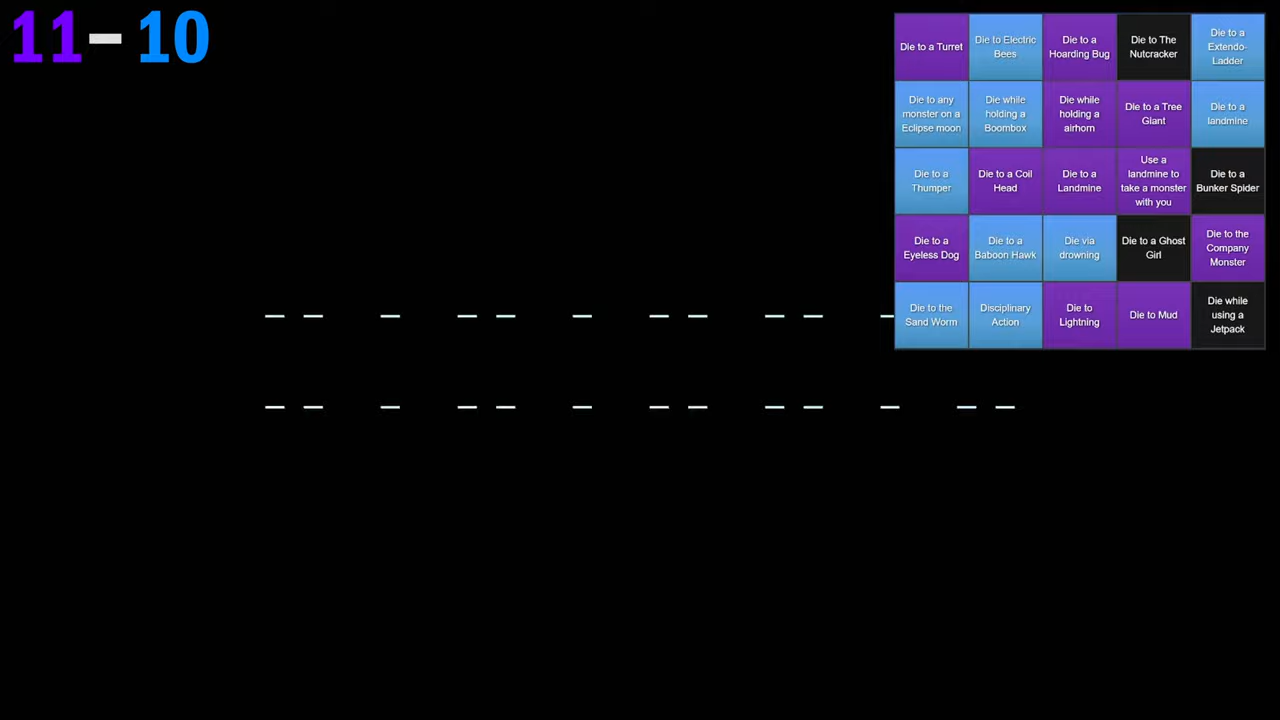 11-10
Die to a Turret
Die to Electric
Bees
Die to a
Hoarding Bug
Die to The
Nutcracker
Die to a
Extendo-
Ladder
Die to any
monster on a
Eclipse moon
Die while
holding a
Boombox
Die while
holding a
airhorn
Die to a Tree
Giant
Die to a
landmine
Die to a
Thumper
Die to a Coil
Head
Die to a
Landmine
Use a
landmine to
take a monster
with you
Die to a
Bunker Spider
Die to a
Eyeless Dog
Die to a
Baboon Hawk
Die via
drowning
Die to a Ghost
Girl
Die to the
Company
Monster
Die to the
Sand Worm
Disciplinary
Action
Die to
Lightning
Die to Mud
Die while
using a
Jetpack